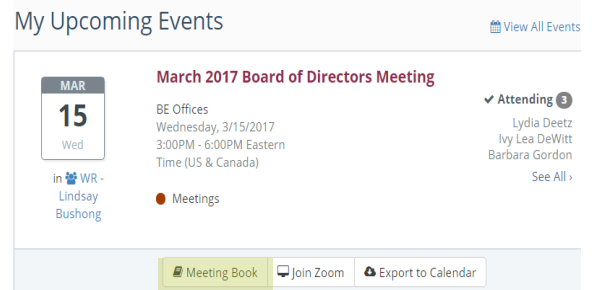 My Upcoming Events
View All Events
MAR
15
Wed
in WR -
Lindsay
Bushong
March 2017 Board of Directors Meeting
BE Offices
Wednesday, 3/15/2017
3:00PM - 6:00PM Eastern
Time (US & Canada)
Meetings
Attending 3
Lydia Deetz
Ivy Lea DeWitt
Barbara Gordon
See All ›
Meeting Book
Join Zoom
Export to Calendar